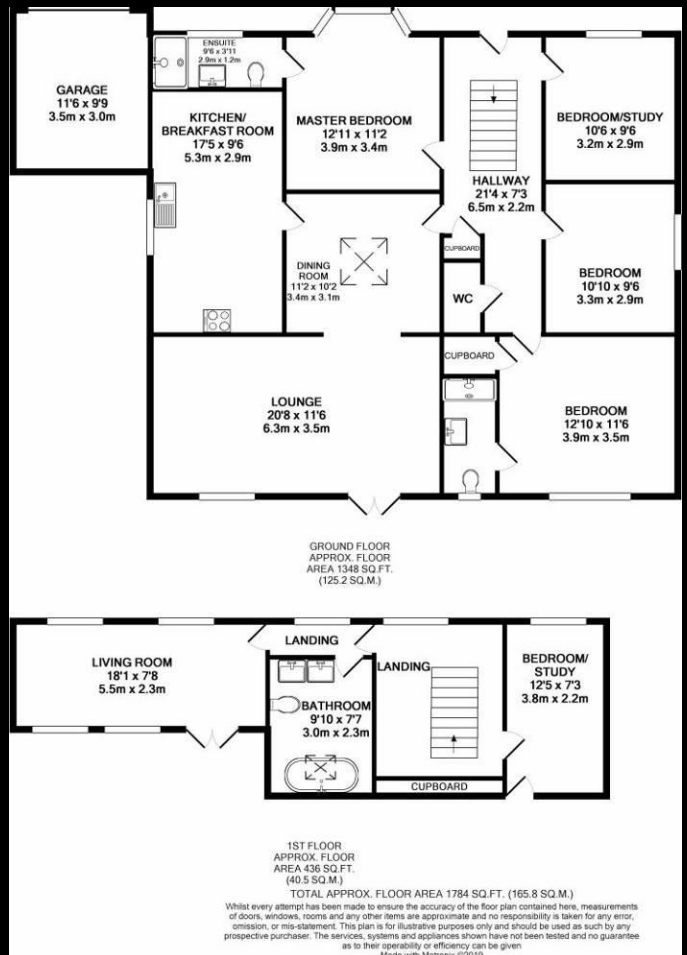 GARAGE
11'6 x 9'9
3.5m x 3.0m
ENSUITE
9'6 x 3'11
2.9m x 1.2m
KITCHEN/
BREAKFAST ROOM
17'5 x 9'6
5.3m x 2.9m
MASTER BEDROOM
12'11 x 11'2
3.9m x 3.4m
HALLWAY
21'4 x 7'3
6.5m x 2.2m
BEDROOM/STUDY
10'6 x 9'6
3.2m x 2.9m
CUPBOARD
WC
BEDROOM
10'10 x 9'6
3.3m x 2.9m
DINING
ROOM
11'2 x 10'2
3.4m x 3.1m
CUPBOARD
LOUNGE
20'8 x 11'6
6.3m x 3.5m
BEDROOM
12'10 x 11'6
3.9m x 3.5m
GROUND FLOOR
APPROX. FLOOR
AREA 1348 SQ.FT.
(125.2 SQ.M.)
LIVING ROOM
18'1 x 7'8
5.5m x 2.3m
LANDING
BATHROOM
9'10 x 7'7
3.0m x 2.3m
LANDING
CUPBOARD
BEDROOM/
STUDY
12'5 x 7'3
3.8m x 2.2m
1ST FLOOR
APPROX. FLOOR
AREA 436 SQ.FT.
(40.5 SQ.M.)
TOTAL APPROX. FLOOR AREA 1784 SQ.FT. (165.8 SQ.M.)
Whilst every attempt has been made to ensure the accuracy of the floor plan contained here, measurements
of doors, windows, rooms and any other items are approximate and no responsibility is taken for any error,
omission, or mis-statement. This plan is for illustrative purposes only and should be used as such by any
prospective purchaser. The services, systems and appliances shown have not been tested and no guarantee
as to their operability or efficiency can be given
Made with Metropix ©2019